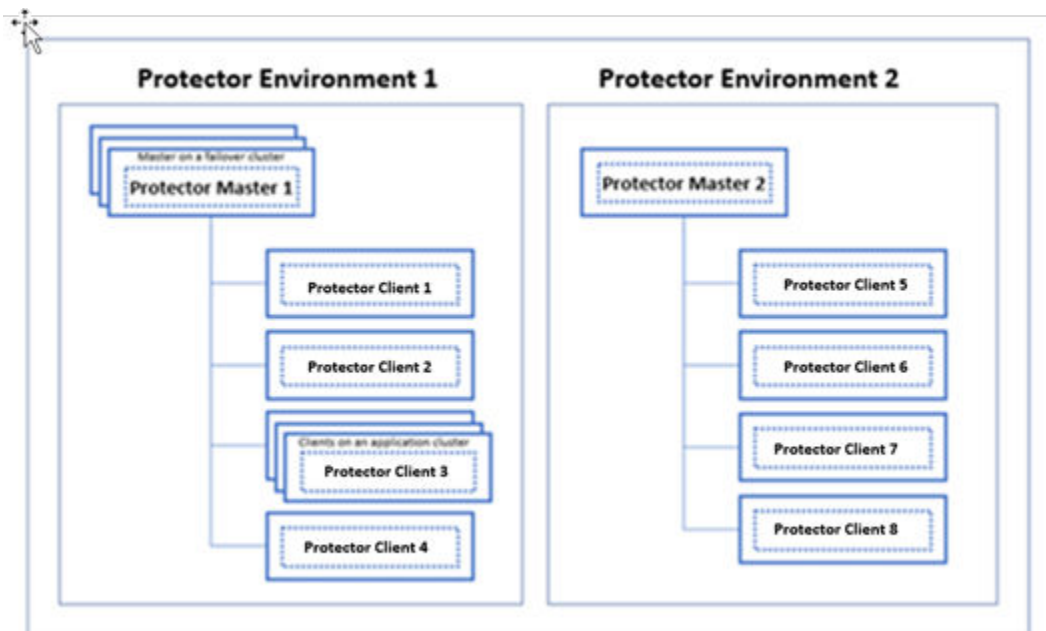 Protector Environment 1
Master on a failover cluster
Protector Master 1
Protector Client 1
Protector Client 2
Clients on an application cluster
Protector Client 3
Protector Client 4
Protector Environment 2
Protector Master 2
Protector Client 5
Protector Client 6
Protector Client 7
Protector Client 8